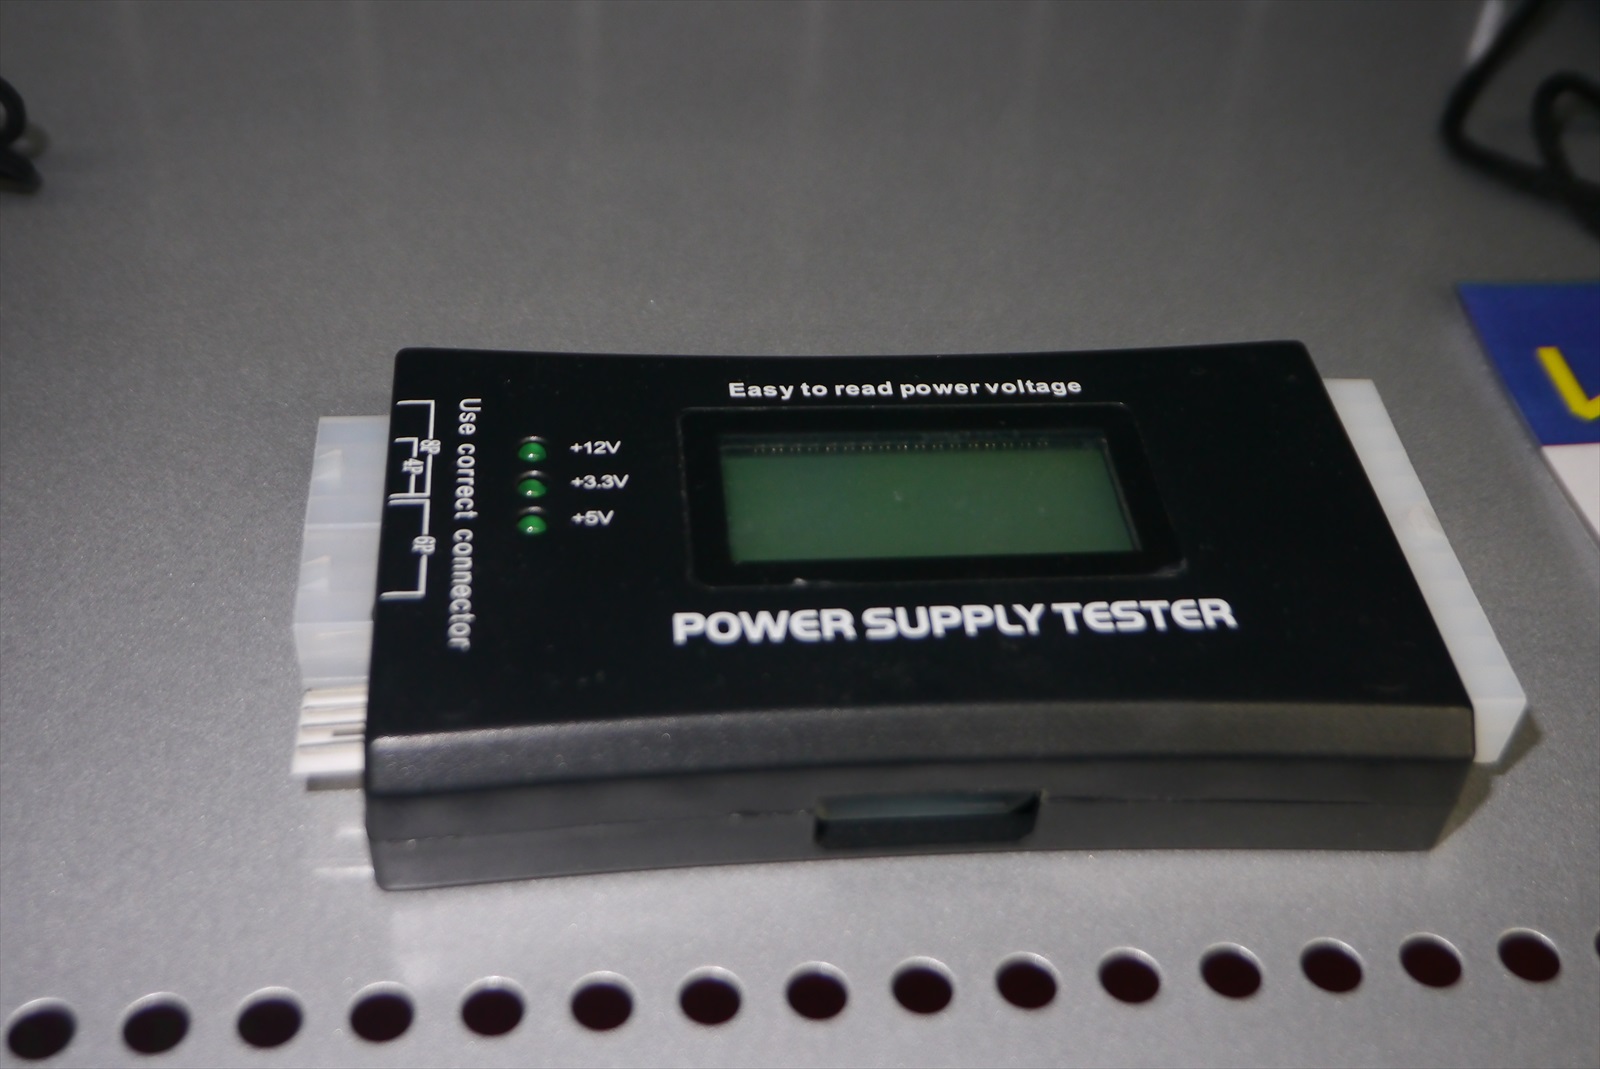 Easy to read power voltage
+12V
+3.3V
+5V
Use correct connector
8P
4P
6P
POWER SUPPLY TESTER